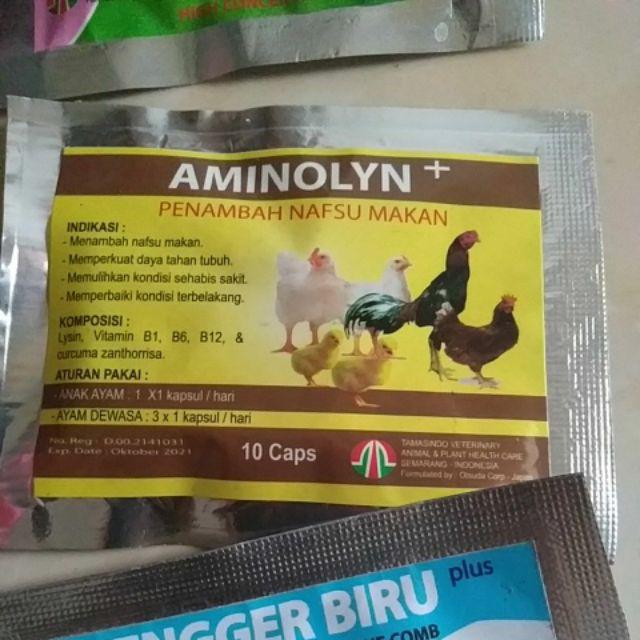 HIGH
AMINOLYN +
PENAMBAH NAFSU MAKAN
INDIKASI :
- Menambah nafsu makan.
- Memperkuat daya tahan tubuh.
- Memulihkan kondisi sehabis sakit.
- Memperbaiki kondisi terbelakang.
KOMPOSISI :
Lysin, Vitamin B1, B6, B12, &
curcuma zanthorrisa.
ATURAN PAKAI :
- ANAK AYAM : 1 X1 kapsul / hari
- AYAM DEWASA : 3 x 1 kapsul / hari
No. Reg : D.00.2141031
Exp. Date : Oktober 2021
10 Caps
TAMASINDO VETERINARY
ANIMAL & PLANT HEALTH CARE
SEMARANG - INDONESIA
Formulated by : Otsuda Corp - Japan
ENGGER BIRU plus
COMB